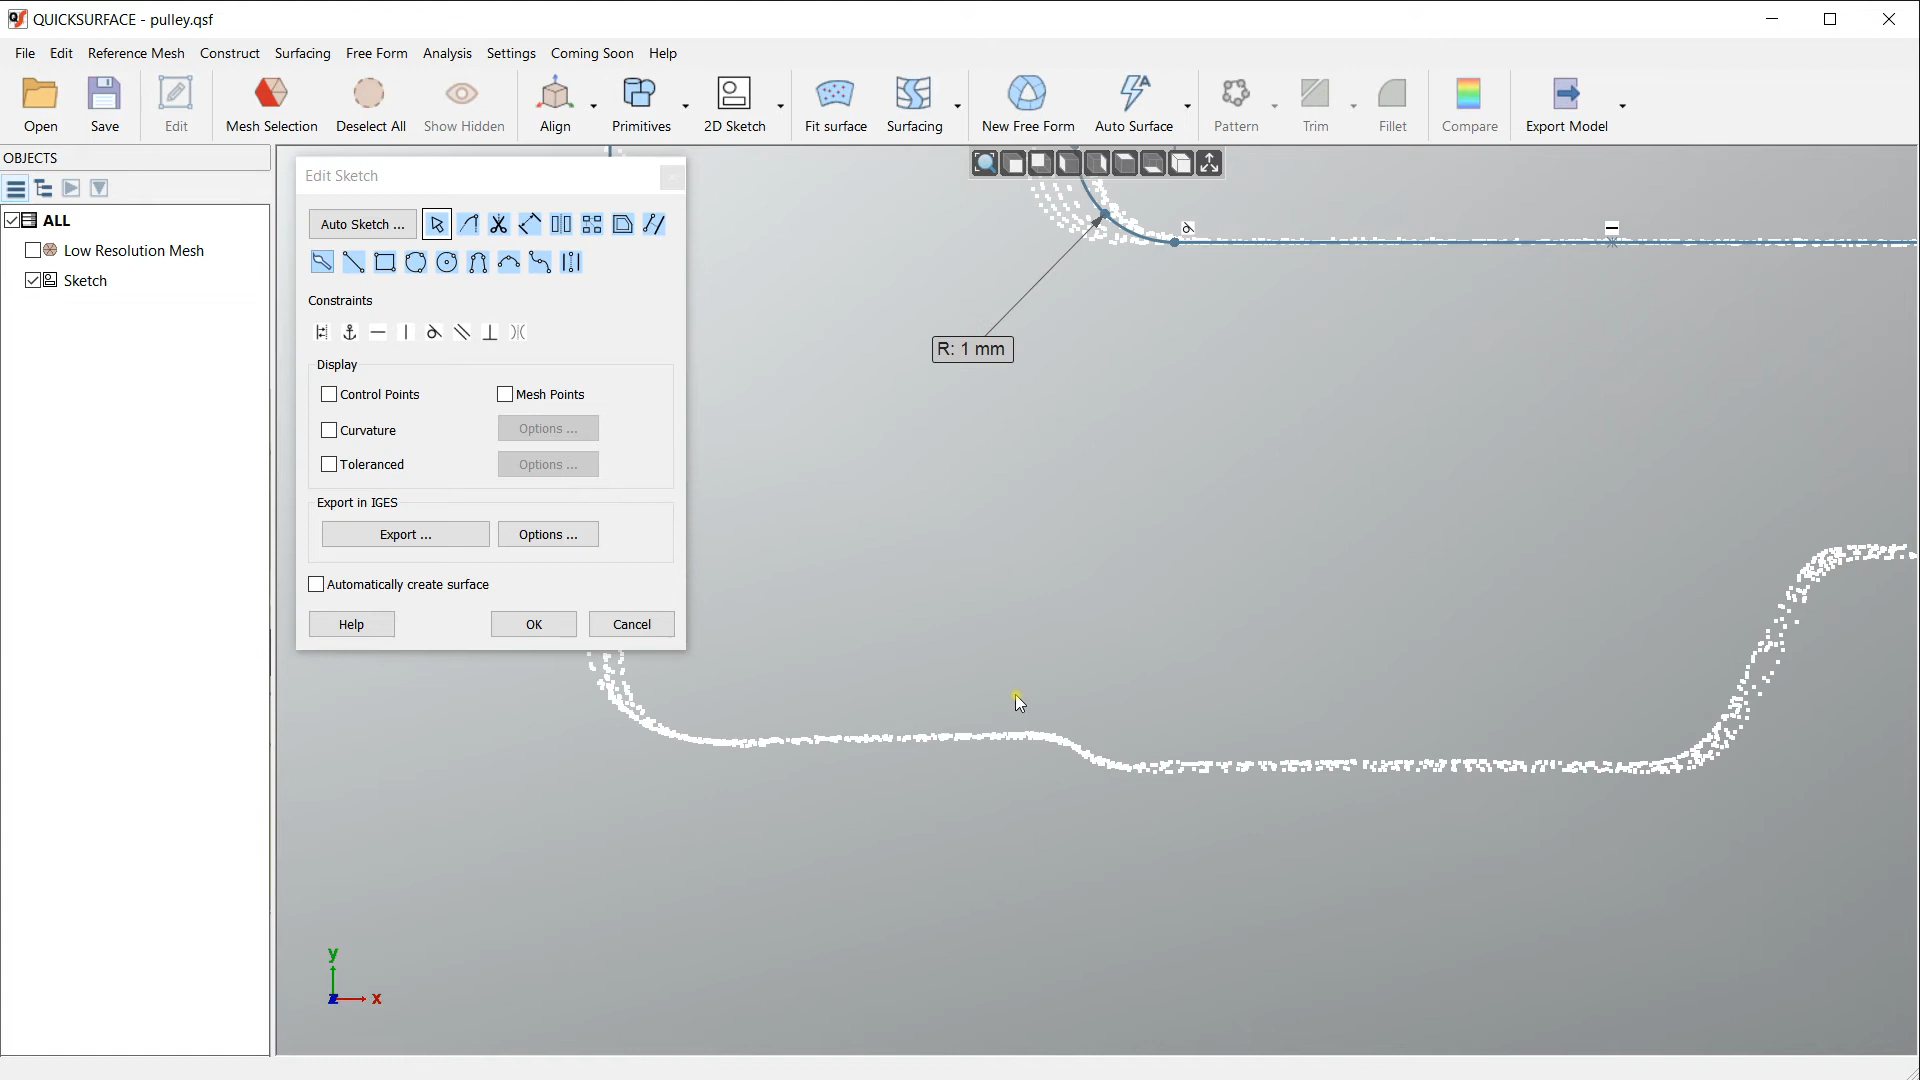 QUICKSURFACE - pulley.qsf
File Edit Reference Mesh Construct Surfacing Free Form Analysis Settings Coming Soon Help
Open Save Edit Mesh Selection Deselect All Show Hidden Align Primitives 2D Sketch Fit surface Surfacing New Free Form Auto Surface Pattern Trim Fillet Compare Export Model
OBJECTS
ALL
Low Resolution Mesh
Sketch
Edit Sketch
Auto Sketch ...
Constraints
Display
Control Points Mesh Points
Curvature Options ...
Toleranced Options ...
Export in IGES
Export ... Options ...
Automatically create surface
Help OK Cancel
R: 1 mm
y
z x